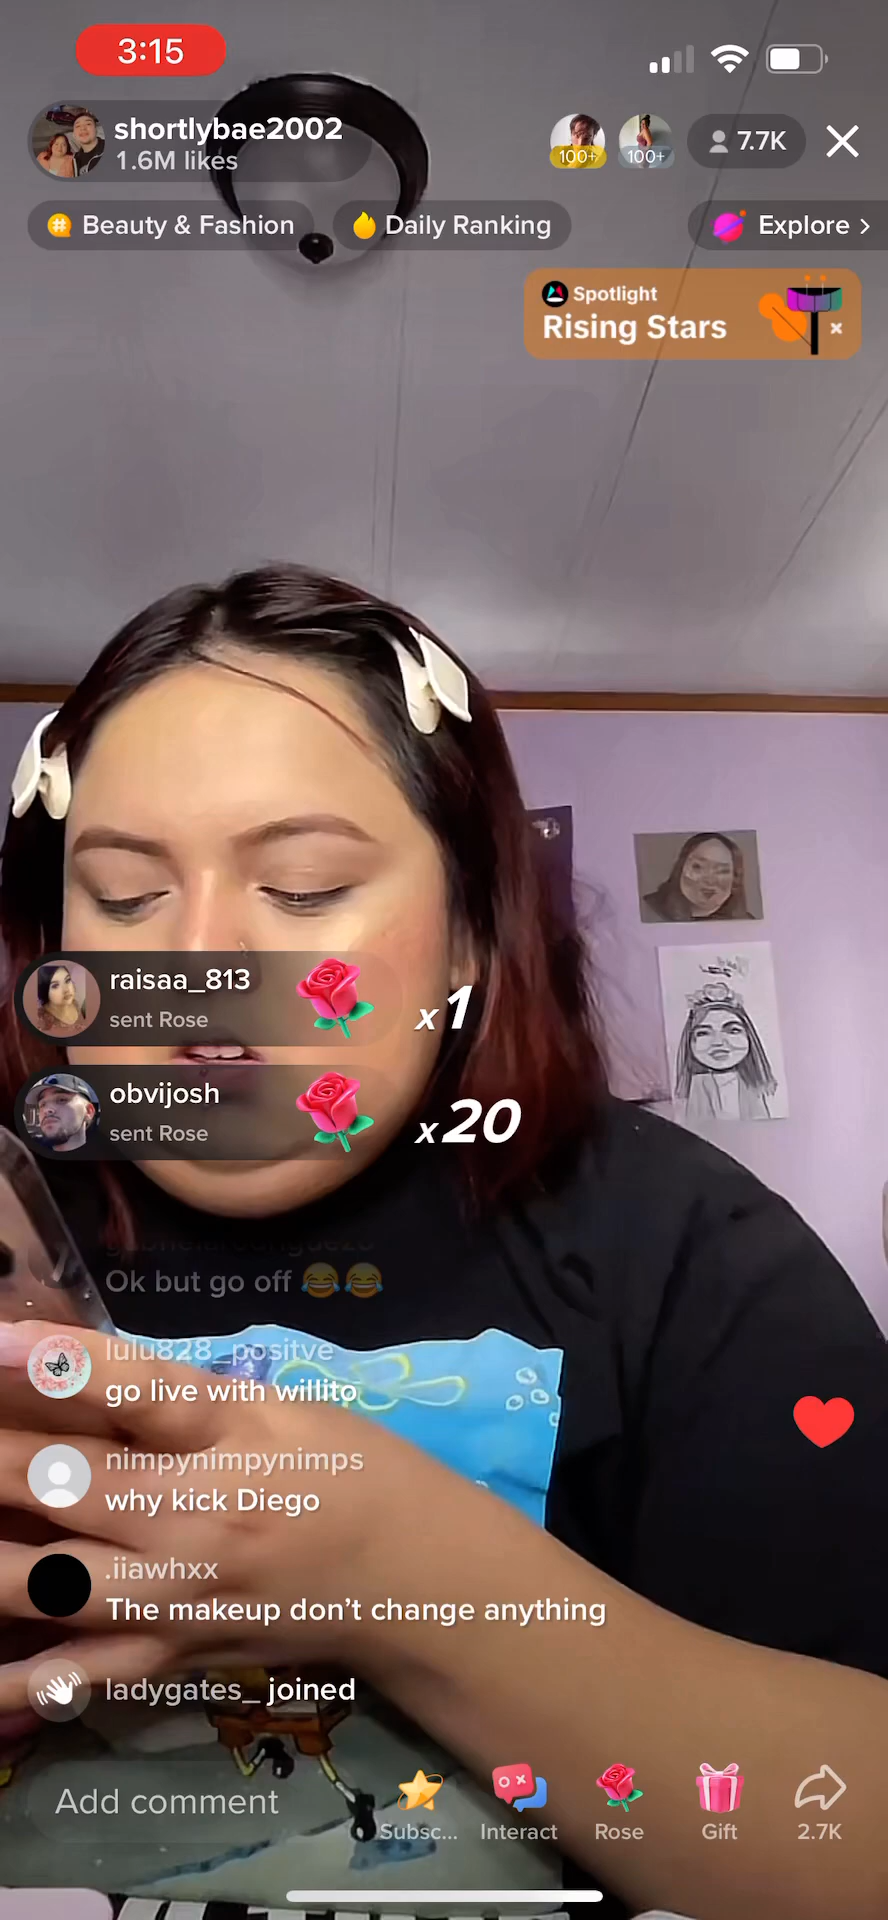 3:15
shortlybae2002
1.6M likes
100+
100+
7.7K
Beauty & Fashion
Daily Ranking
Explore >
Spotlight
Rising Stars
raisaa_813
sent Rose
x1
obvijosh
sent Rose
x20
Ok but go off 😂😂
lulu828_positve
go live with willito
nimpynimpynimps
why kick Diego
.iiawhxx
The makeup don't change anything
ladygates_ joined
Add comment
Subsc...
Interact
Rose
Gift
2.7K